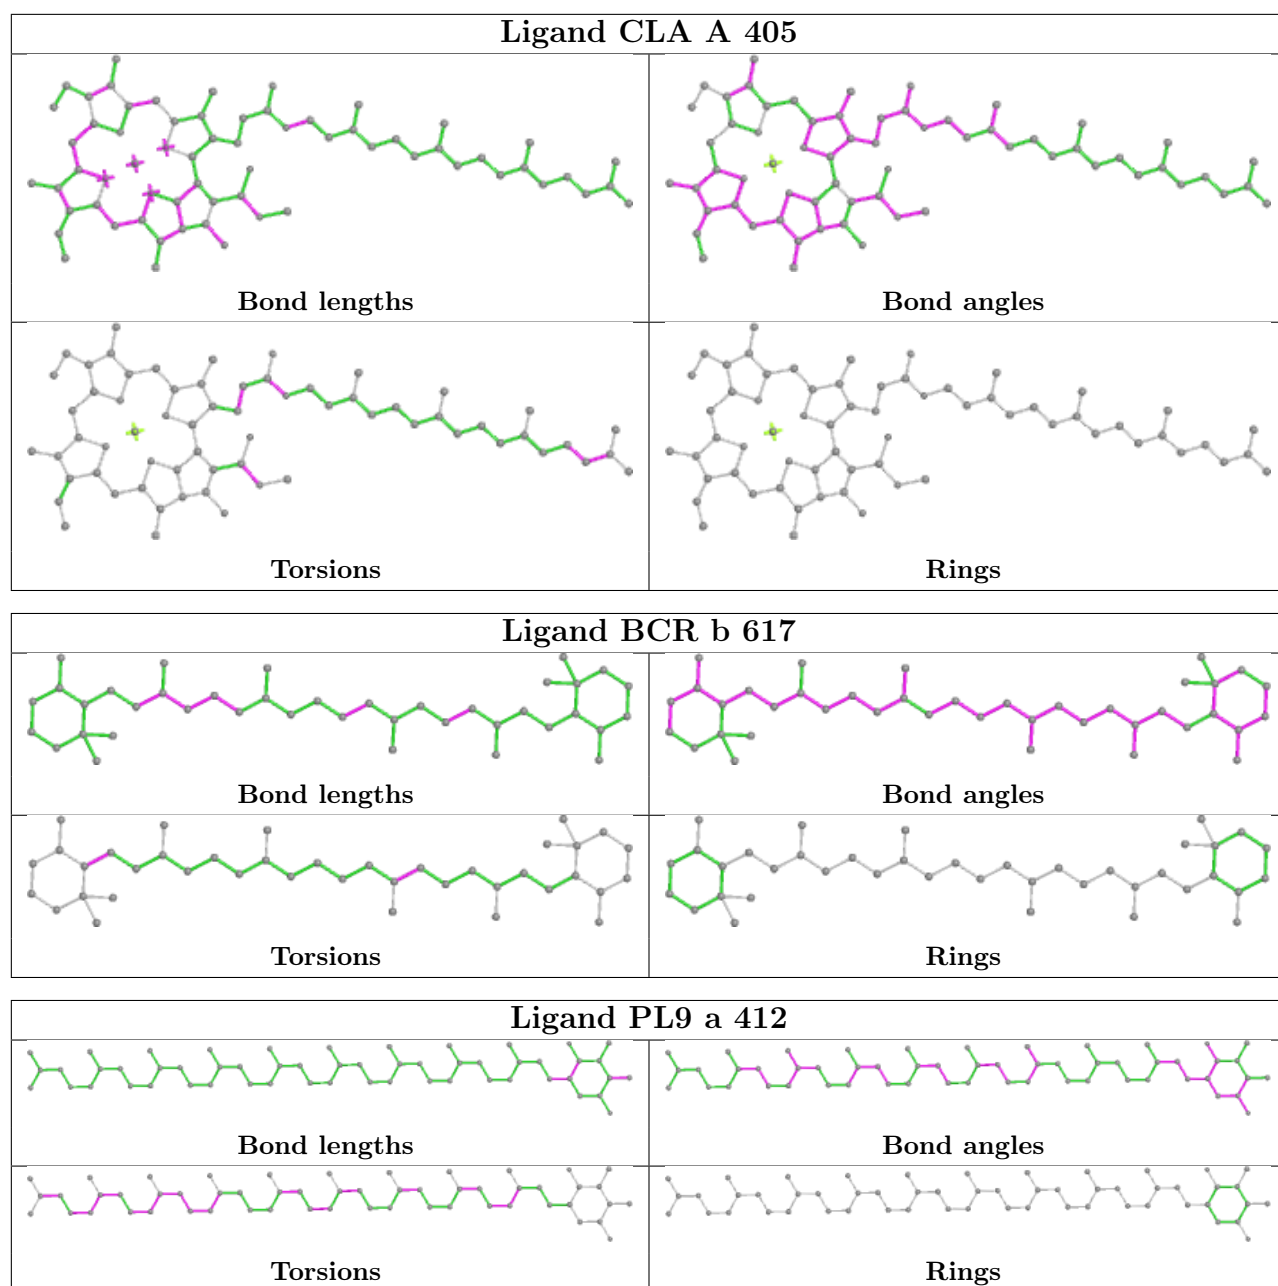 Ligand CLA A 405
Bond lengths
Bond angles
Torsions
Rings
Ligand BCR b 617
Bond lengths
Bond angles
Torsions
Rings
Ligand PL9 a 412
Bond lengths
Bond angles
Torsions
Rings